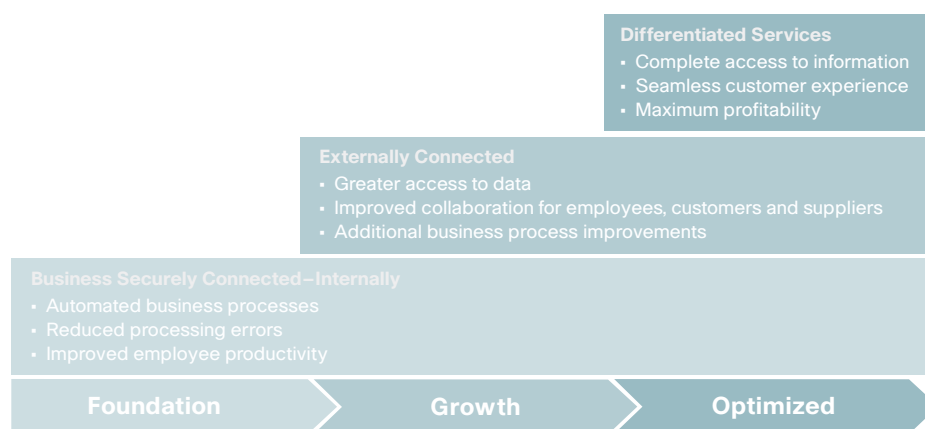 Differentiated Services
▪ Complete access to information
▪ Seamless customer experience
▪ Maximum profitability
Externally Connected
▪ Greater access to data
▪ Improved collaboration for employees, customers and suppliers
▪ Additional business process improvements
Business Securely Connected–Internally
▪ Automated business processes
▪ Reduced processing errors
▪ Improved employee productivity
Foundation Growth Optimized